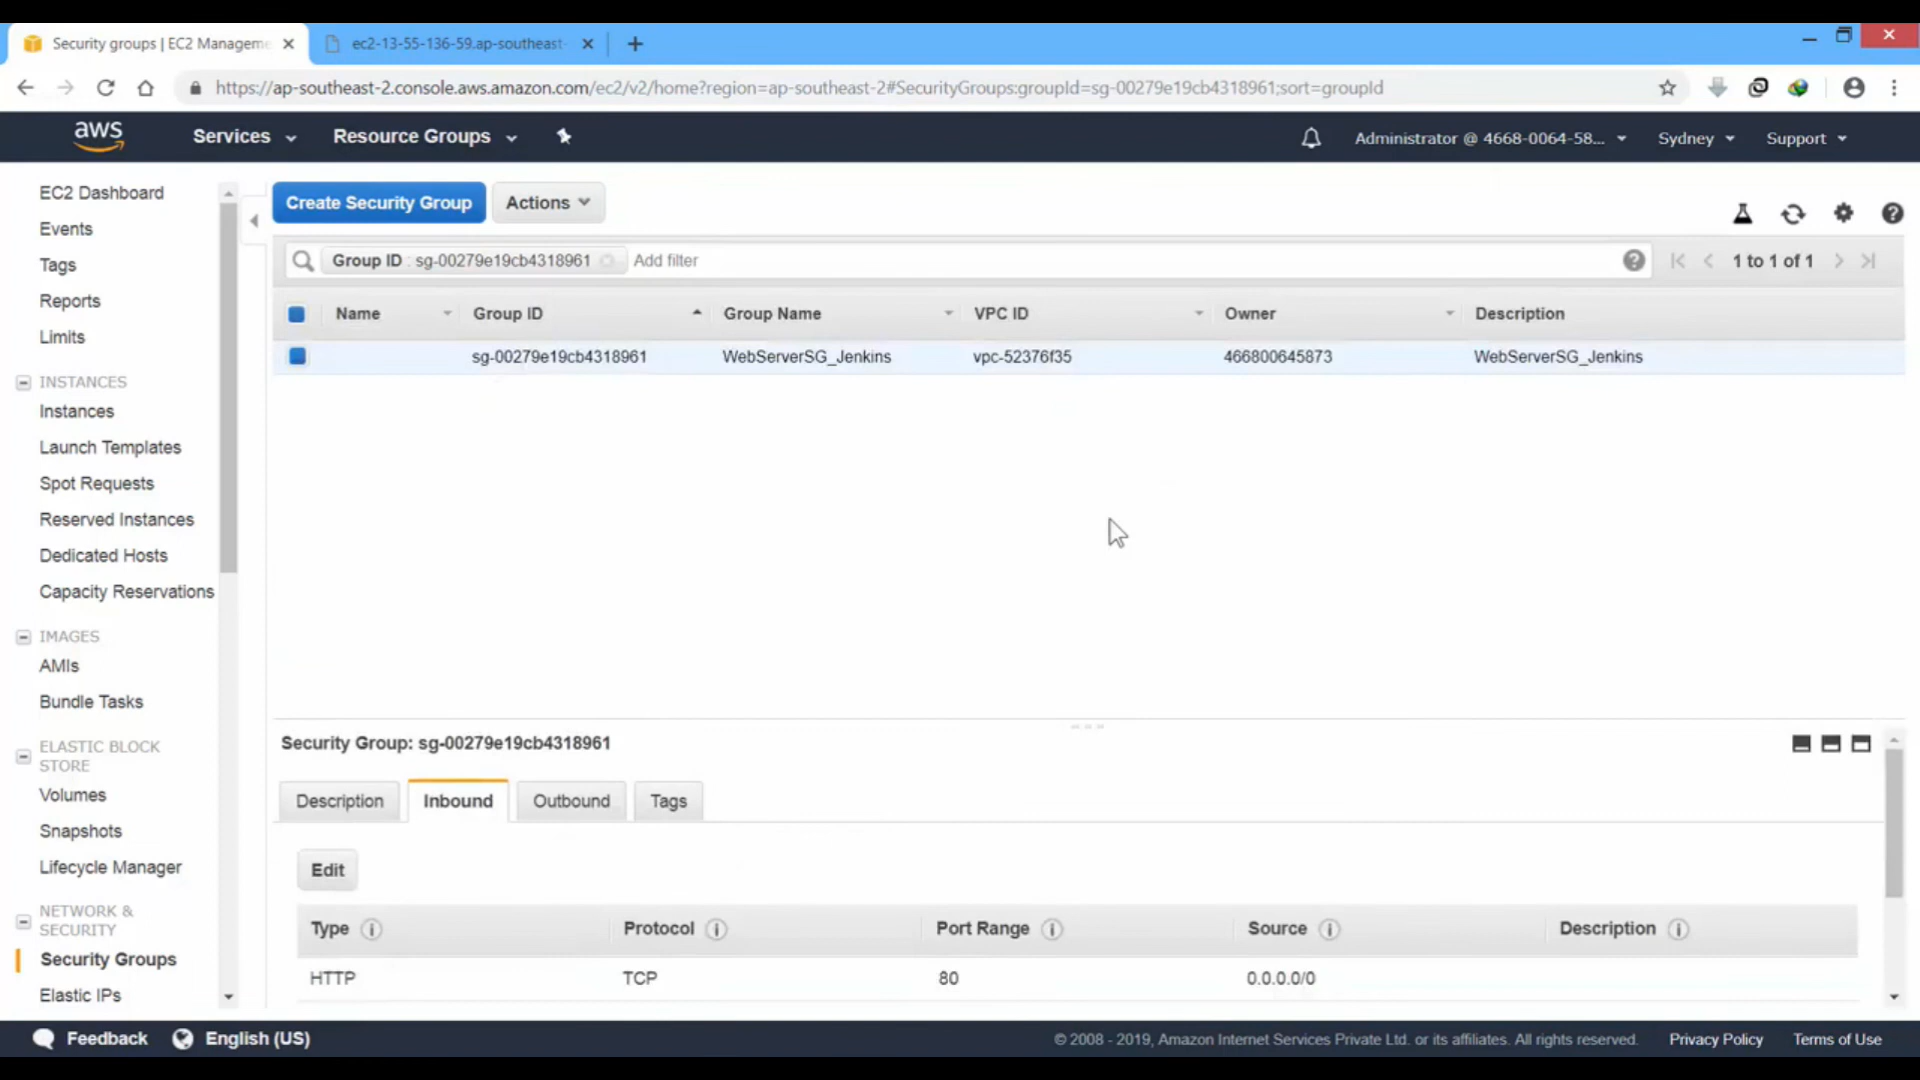 Security groups | EC2 Manageme
ec2-13-55-136-59.ap-southeast-
https://ap-southeast-2.console.aws.amazon.com/ec2/v2/home?region=ap-southeast-2#SecurityGroups:groupId=sg-00279e19cb4318961;sort=groupId
aws
Services
Resource Groups
Administrator @ 4668-0064-58...
Sydney
Support
EC2 Dashboard
Events
Tags
Reports
Limits
INSTANCES
Instances
Launch Templates
Spot Requests
Reserved Instances
Dedicated Hosts
Capacity Reservations
IMAGES
AMIs
Bundle Tasks
ELASTIC BLOCK
STORE
Volumes
Snapshots
Lifecycle Manager
NETWORK &
SECURITY
Security Groups
Elastic IPs
Create Security Group
Actions
Group ID : sg-00279e19cb4318961
Add filter
1 to 1 of 1
Name Group ID Group Name VPC ID Owner Description
sg-00279e19cb4318961 WebServerSG_Jenkins vpc-52376f35 466800645873 WebServerSG_Jenkins
Security Group: sg-00279e19cb4318961
Description Inbound Outbound Tags
Edit
Type Protocol Port Range Source Description
HTTP TCP 80 0.0.0.0/0
Feedback
English (US)
© 2008 - 2019, Amazon Internet Services Private Ltd. or its affiliates. All rights reserved.
Privacy Policy
Terms of Use